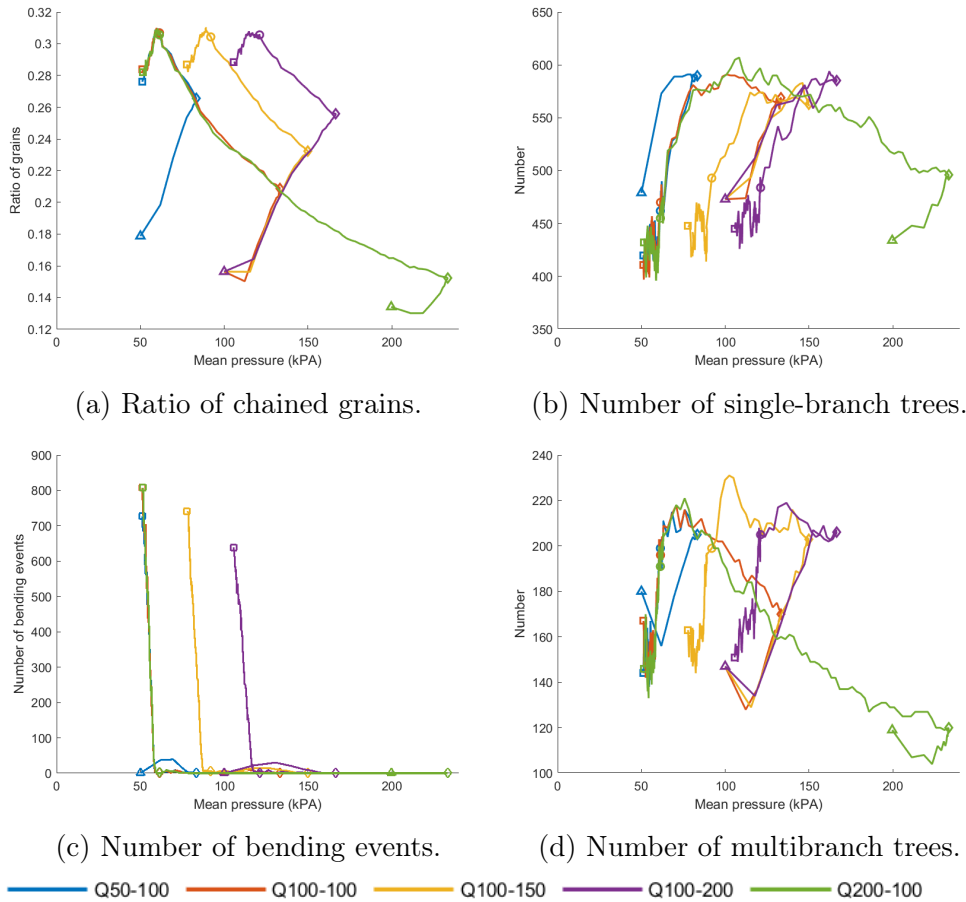 0.32
0.3
0.28
0.26
0.24
0.22
0.2
0.18
0.16
0.14
0.12
Ratio of grains
0 50 100 150 200
Mean pressure (kPA)
(a) Ratio of chained grains.
650
600
550
500
450
400
350
Number
0 50 100 150 200
Mean pressure (kPA)
(b) Number of single-branch trees.
900
800
700
600
500
400
300
200
100
0
Number of bending events
0 50 100 150 200
Mean pressure (kPA)
(c) Number of bending events.
240
220
200
180
160
140
120
100
Number
0 50 100 150 200
Mean pressure (kPA)
(d) Number of multibranch trees.
Q50-100 Q100-100 Q100-150 Q100-200 Q200-100